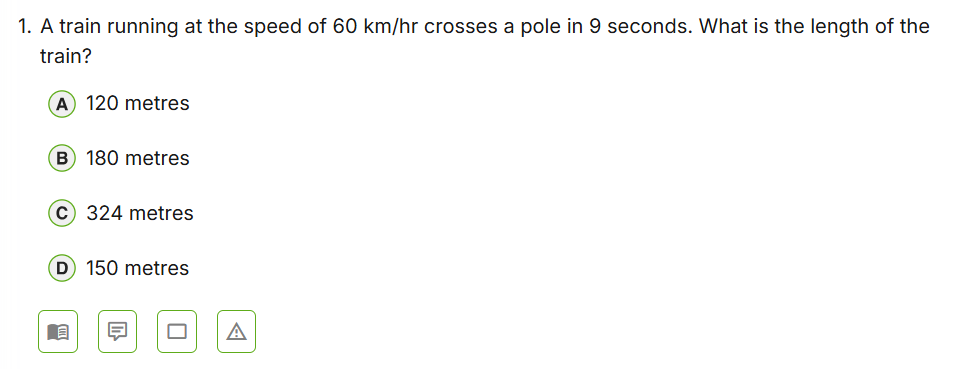 1. A train running at the speed of 60 km/hr crosses a pole in 9 seconds. What is the length of the
train?
A 120 metres
B 180 metres
C 324 metres
D 150 metres